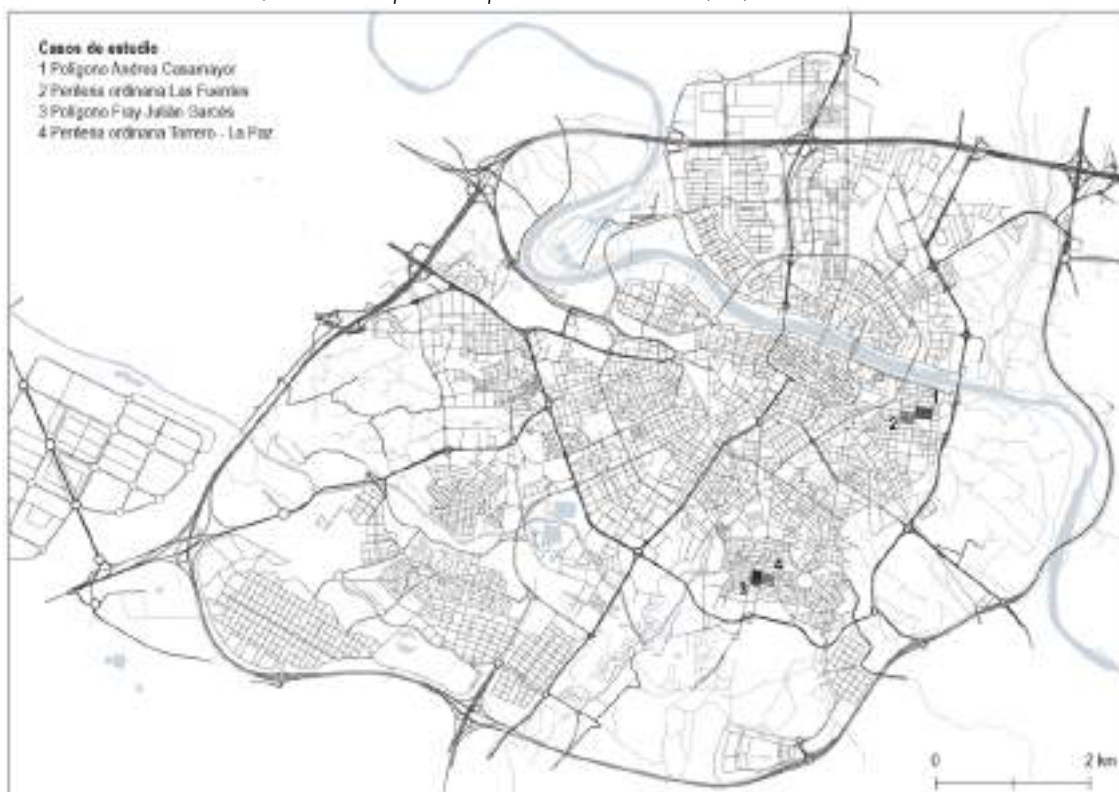 Casos de estudio
1 Polígono Andrea Casamayor
2 Periferia ordinaria Las Fuentes
3 Polígono Fray Julián Garcés
4 Periferia ordinaria Torrero - La Paz
1
2
4
3
0 2 km